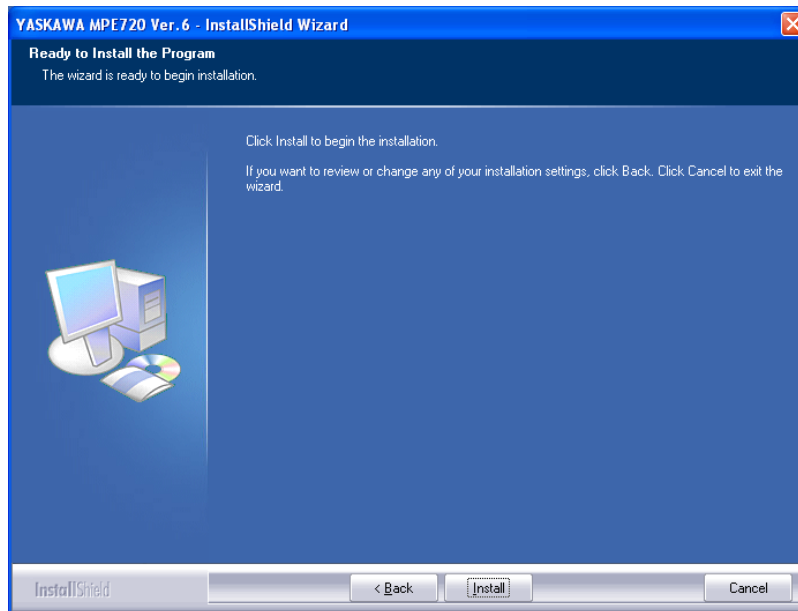 YASKAWA MPE720 Ver.6 - InstallShield Wizard
Ready to Install the Program
The wizard is ready to begin installation.
Click Install to begin the installation.
If you want to review or change any of your installation settings, click Back. Click Cancel to exit the
wizard.
InstallShield
< Back
Install
Cancel